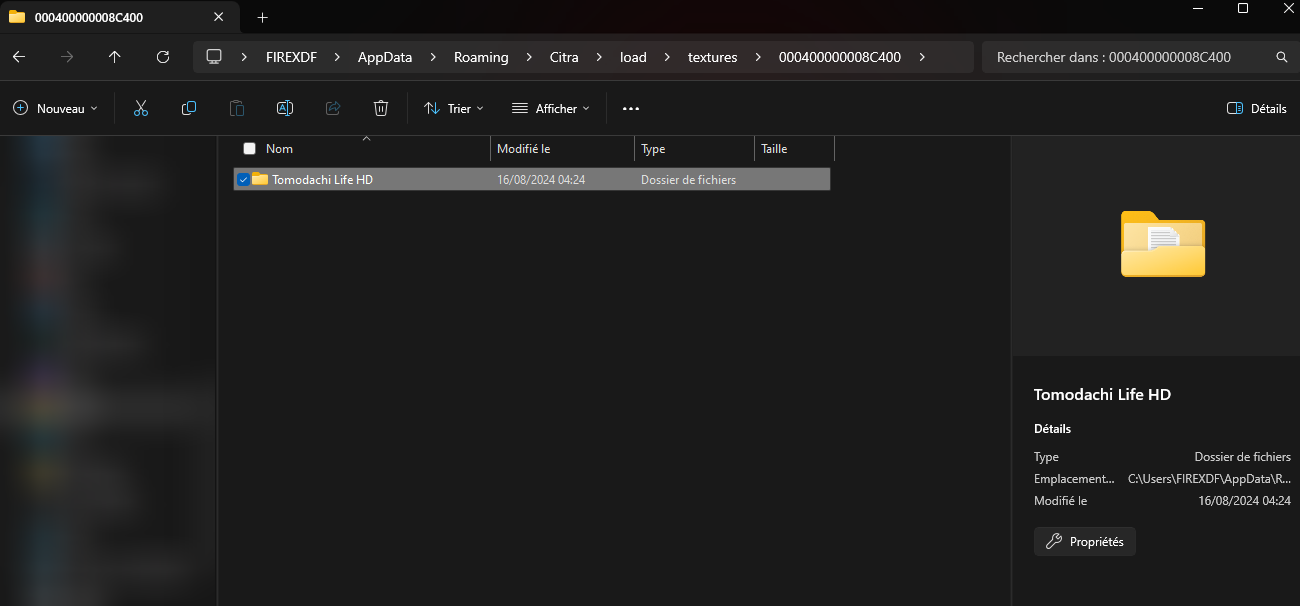 000400000008C400
FIREXDF > AppData > Roaming > Citra > load > textures > 000400000008C400 >
Rechercher dans : 000400000008C400
Nouveau
Trier
Afficher
Détails
Nom Modifié le Type Taille
Tomodachi Life HD 16/08/2024 04:24 Dossier de fichiers
Tomodachi Life HD
Détails
Type Dossier de fichiers
Emplacement... C:\Users\FIREXDF\AppData\R...
Modifié le 16/08/2024 04:24
Propriétés